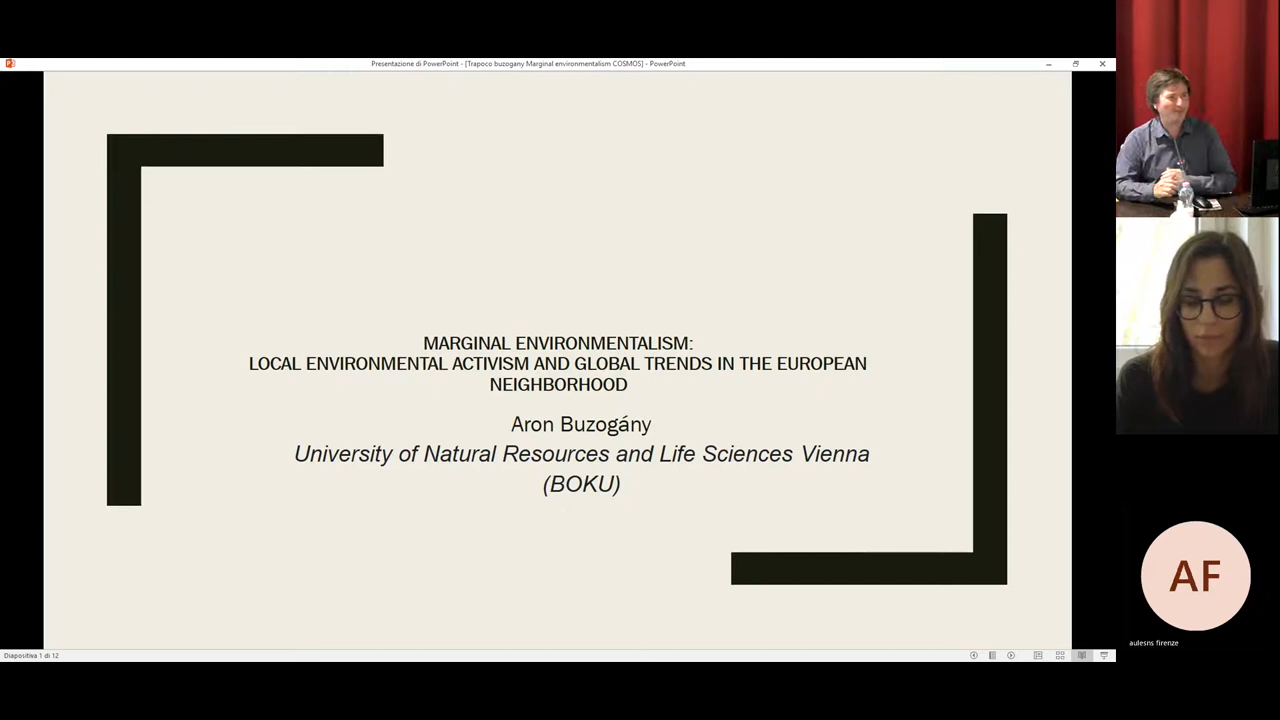 Presentazione di PowerPoint - [Trapoco buzogany Marginal environmentalism COSMOS] - PowerPoint
MARGINAL ENVIRONMENTALISM:
LOCAL ENVIRONMENTAL ACTIVISM AND GLOBAL TRENDS IN THE EUROPEAN
NEIGHBORHOOD
Aron Buzogány
University of Natural Resources and Life Sciences Vienna
(BOKU)
AF
aulesns firenze
Diapositiva 1 di 12